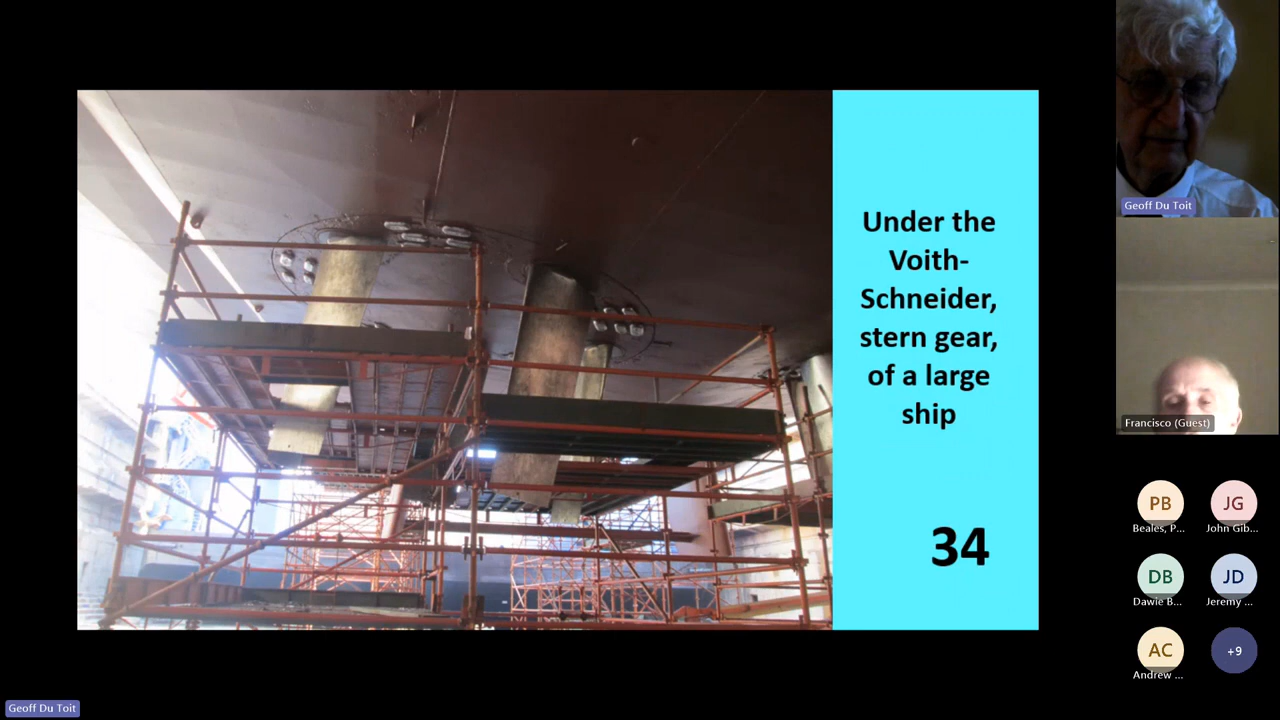 Under the
Voith-
Schneider,
stern gear,
of a large
ship
34
Geoff Du Toit
Francisco (Guest)
PB
JG
Beales, P...
John Gib...
DB
JD
Dawie B...
Jeremy ...
AC
+9
Andrew ...
Geoff Du Toit